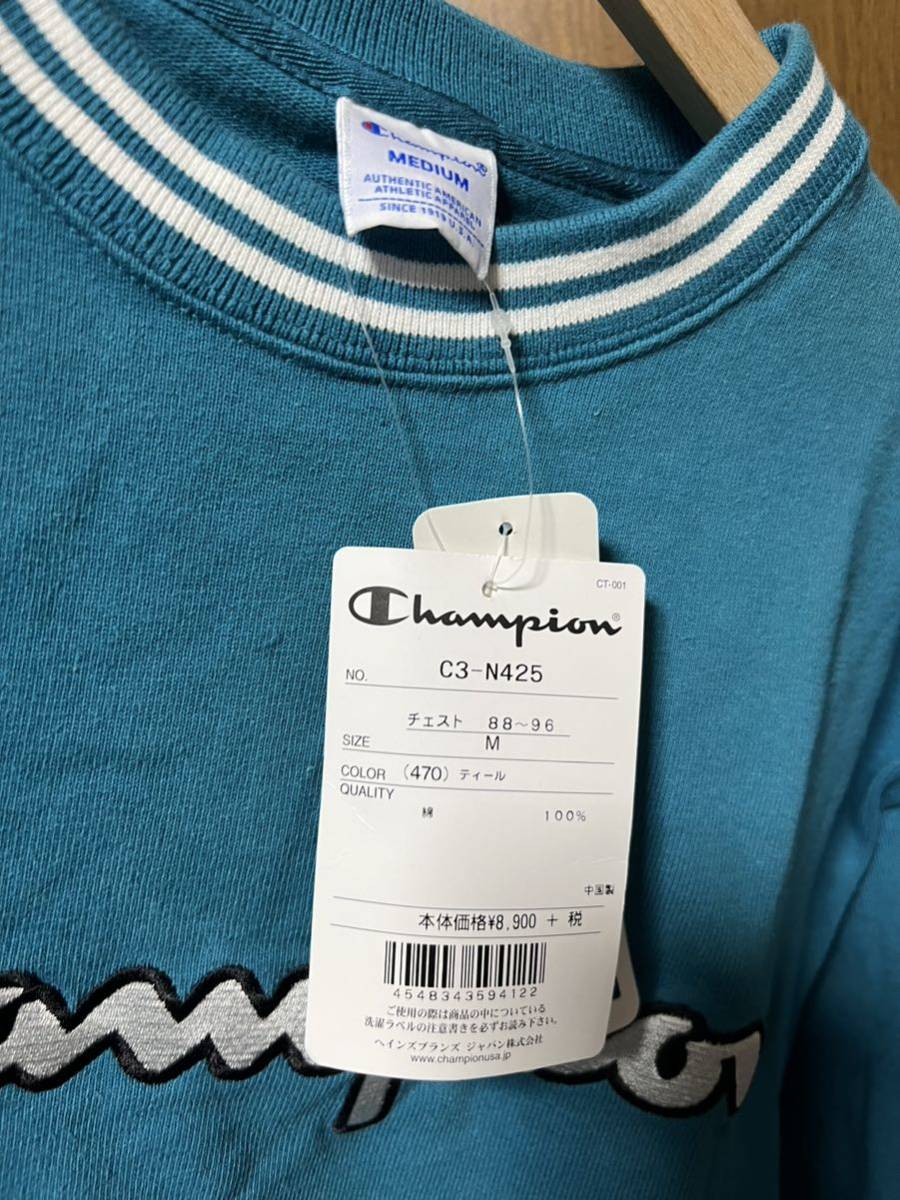 Champion®
MEDIUM
AUTHENTIC AMERICAN
ATHLETIC APPAREL
SINCE 1919 U.S.A.
CT-001
Champion®
NO. C3-N425
チェスト 88〜96
SIZE M
COLOR (470) ティール
QUALITY
綿 100%
中国製
本体価格¥8,900 + 税
4548343594122
ご使用の際は商品の中についている
洗濯ラベルの注意書きを必ずお読み下さい。
ヘインズブランズ ジャパン株式会社
www.championusa.jp